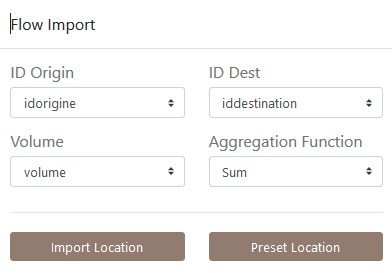 Flow Import
ID Origin ID Dest
idorigine iddestination
Volume Aggregation Function
volume Sum
Import Location Preset Location